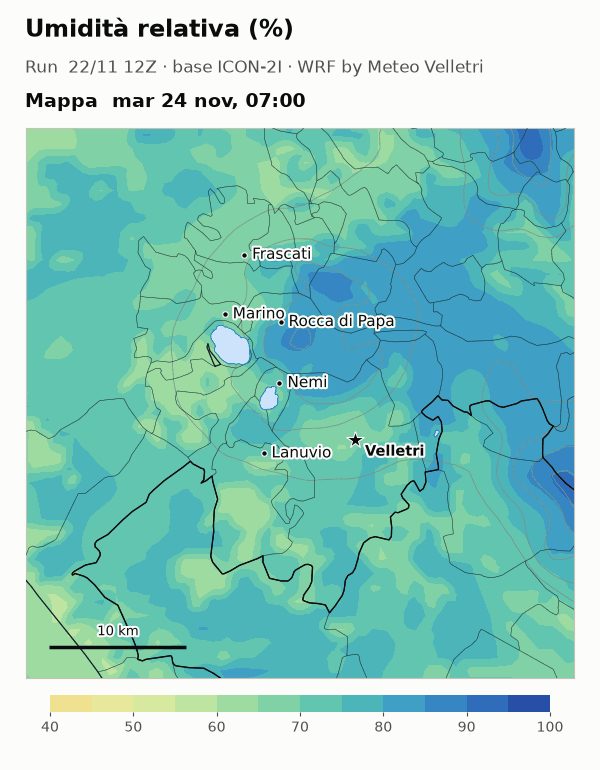 Umidità relativa (%)
Run 22/11 12Z · base ICON-2I · WRF by Meteo Velletri
Mappa mar 24 nov, 07:00
Frascati
Marino
Rocca di Papa
Nemi
Velletri
Lanuvio
10 km
40 50 60 70 80 90 100